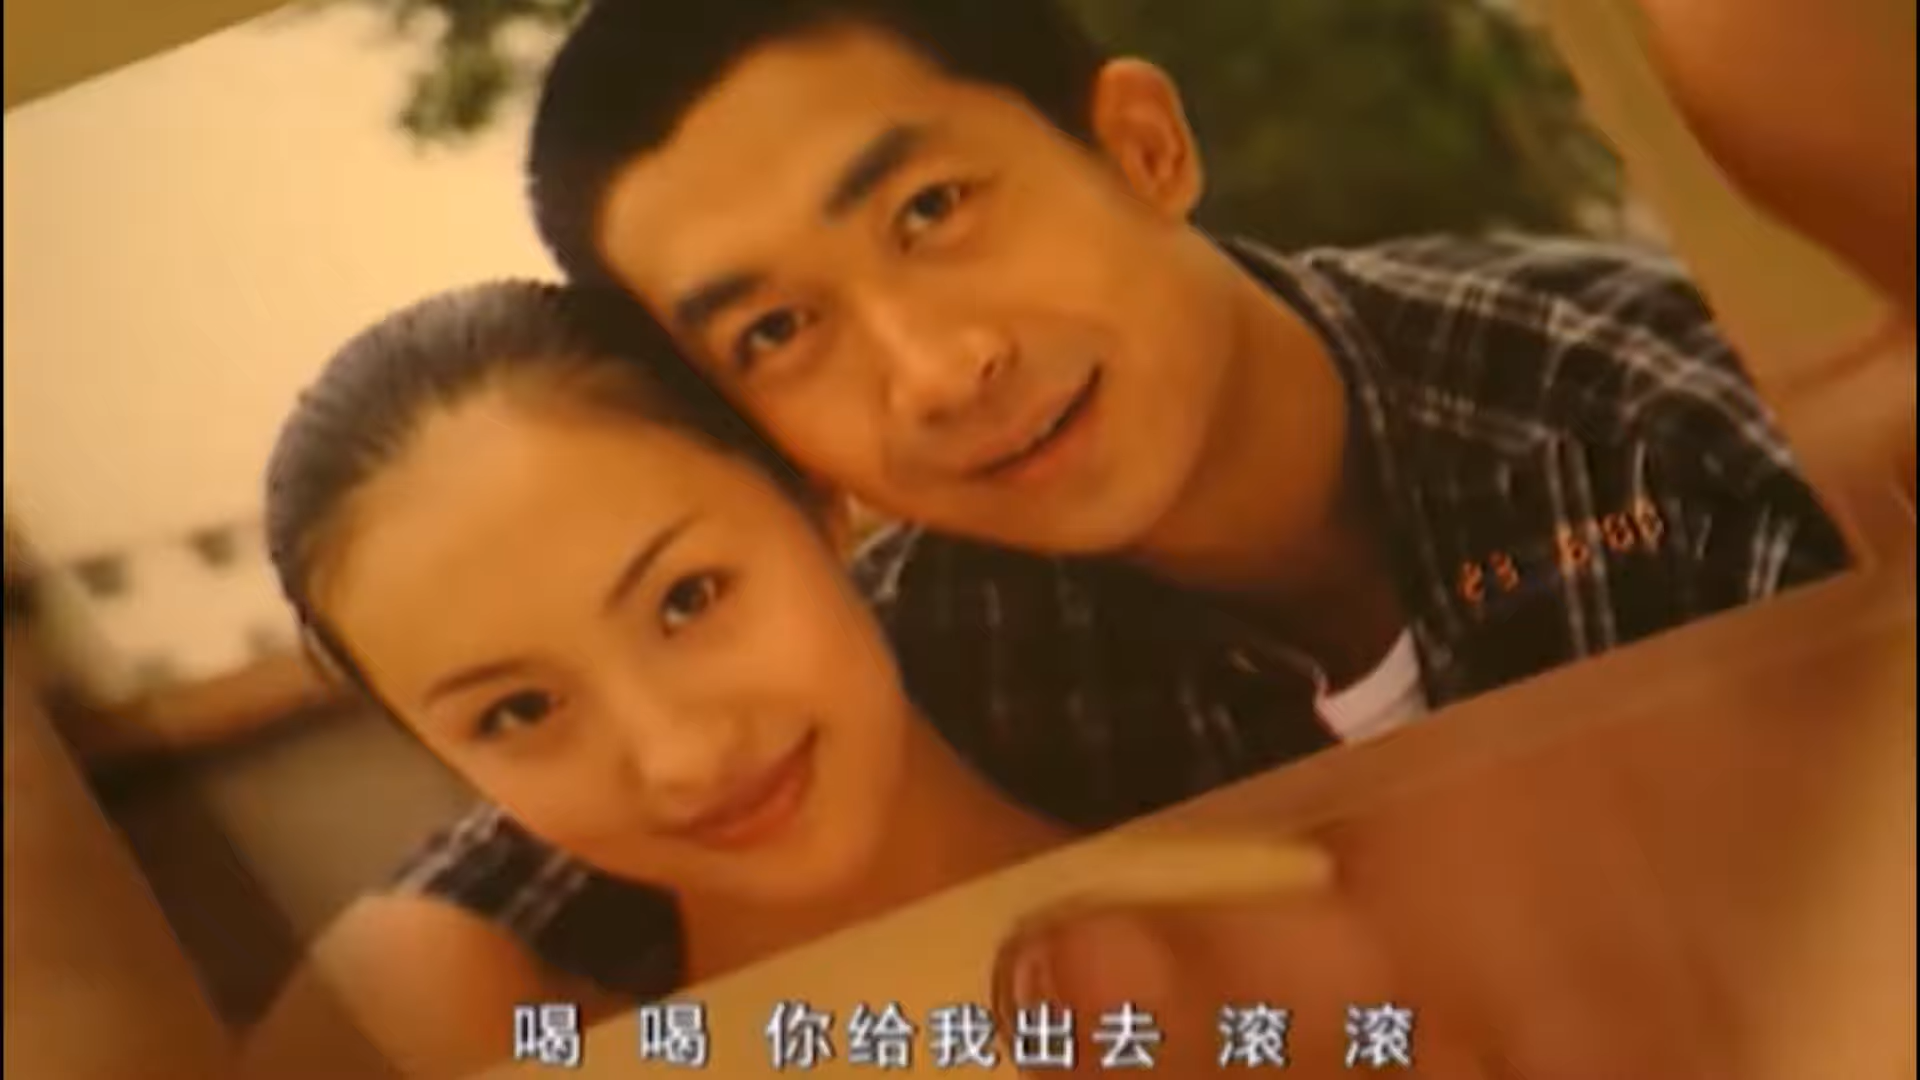 喝 喝 你给我出去 滚 滚